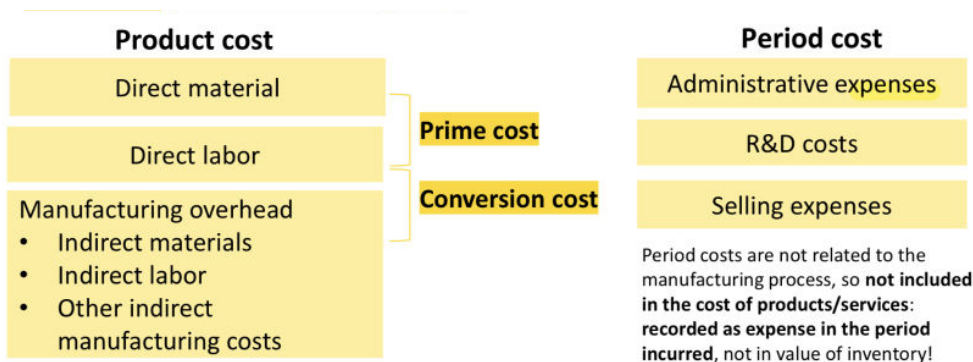 Product cost
Direct material
Direct labor
Manufacturing overhead
• Indirect materials
• Indirect labor
• Other indirect
manufacturing costs
Prime cost
Conversion cost
Period cost
Administrative expenses
R&D costs
Selling expenses
Period costs are not related to the
manufacturing process, so not included
in the cost of products/services:
recorded as expense in the period
incurred, not in value of inventory!